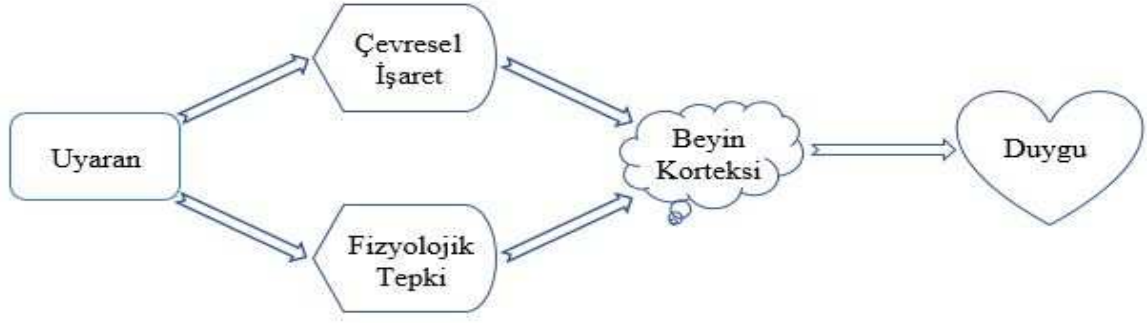 Uyaran
Çevresel
İşaret
Fizyolojik
Tepki
Beyin
Korteksi
Duygu